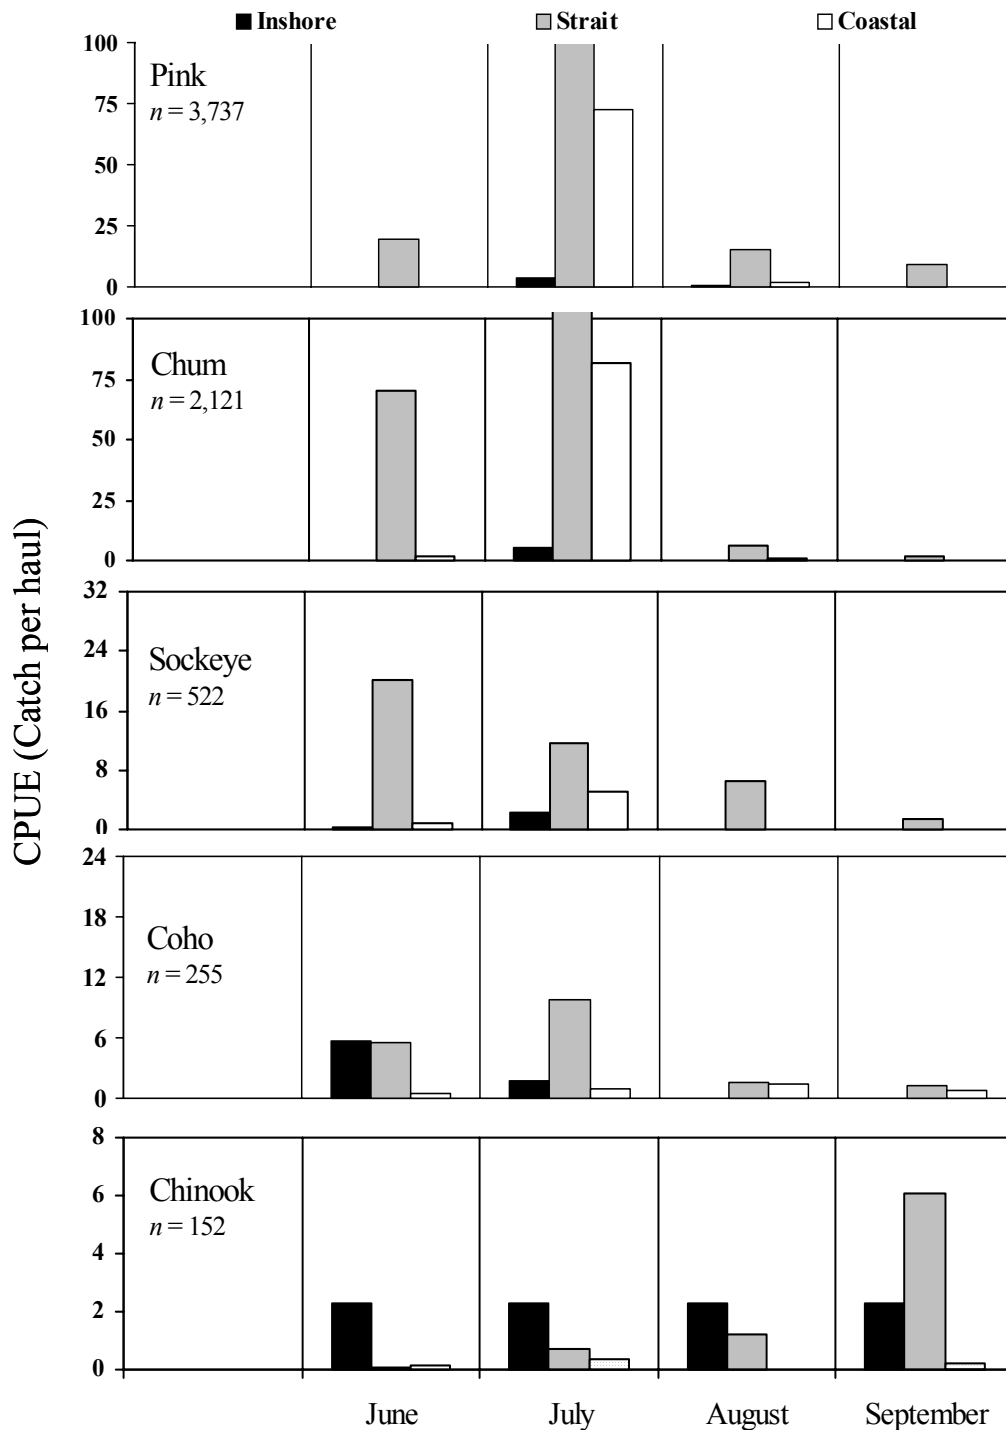 Inshore Strait Coastal
CPUE (Catch per haul)
100
Pink
75
n = 3,737
50
25
0
100
Chum
75
n = 2,121
50
25
0
32
24
Sockeye
n = 522
16
8
0
24
18
Coho
n = 255
12
6
0
8
Chinook
6
n = 152
4
2
0
June July August September